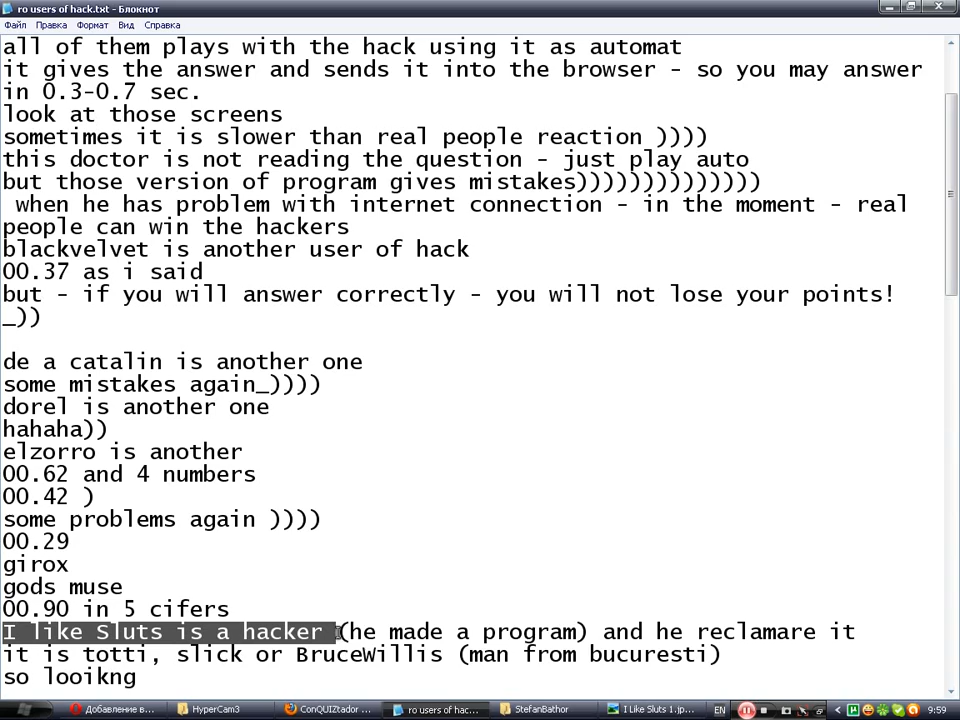 ro users of hack.txt - Блокнот
Файл Правка Формат Вид Справка
all of them plays with the hack using it as automat
it gives the answer and sends it into the browser - so you may answer
in 0.3-0.7 sec.
look at those screens
sometimes it is slower than real people reaction ))))
this doctor is not reading the question - just play auto
but those version of program gives mistakes))))))))))))))
when he has problem with internet connection - in the moment - real
people can win the hackers
blackvelvet is another user of hack
00.37 as i said
but - if you will answer correctly - you will not lose your points!
_))
de a catalin is another one
some mistakes again_))))
dorel is another one
hahaha))
elzorro is another
00.62 and 4 numbers
00.42 )
some problems again ))))
00.29
girox
gods muse
00.90 in 5 cifers
I like Sluts is a hacker (he made a program) and he reclamare it
it is totti, slick or BruceWillis (man from bucuresti)
so looikng
Добавление в... HyperCam3 ConQUIZtador ... ro users of hac... StefanBathor I Like Sluts 1.jp... EN 9:59